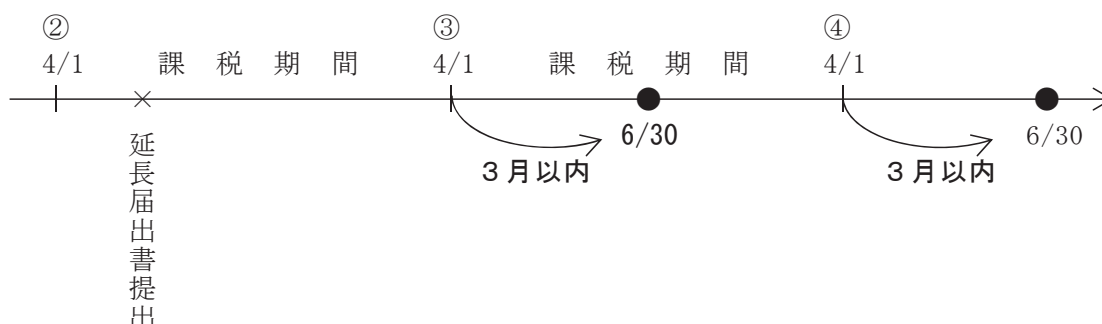 ② ③ ④
4/1 課税期間 4/1 課税期間 4/1
6/30 6/30
3月以内 3月以内
延長届出書提出